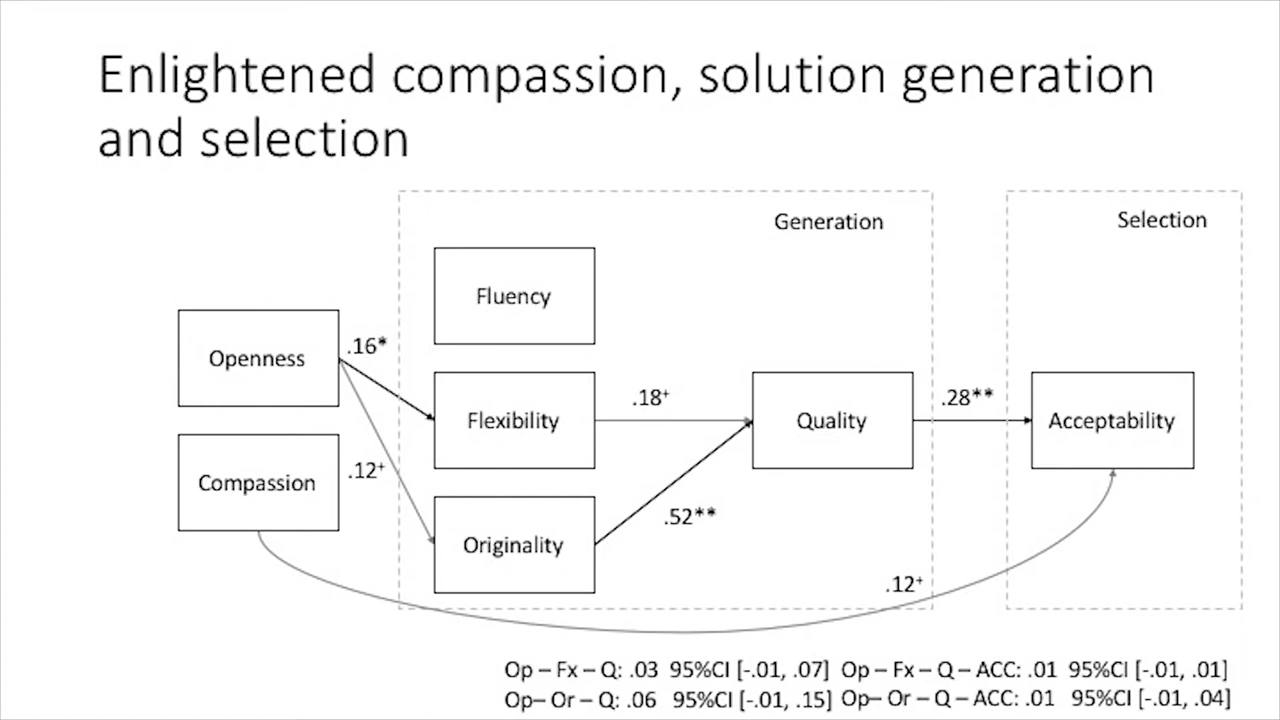 Enlightened compassion, solution generation
and selection
Generation
Selection
Fluency
Openness
.16*
Flexibility
.18⁺
Quality
.28**
Acceptability
Compassion
.12⁺
Originality
.52**
.12⁺
Op – Fx – Q: .03 95%CI [-.01, .07] Op – Fx – Q – ACC: .01 95%CI [-.01, .01]
Op– Or – Q: .06 95%CI [-.01, .15] Op– Or – Q – ACC: .01 95%CI [-.01, .04]